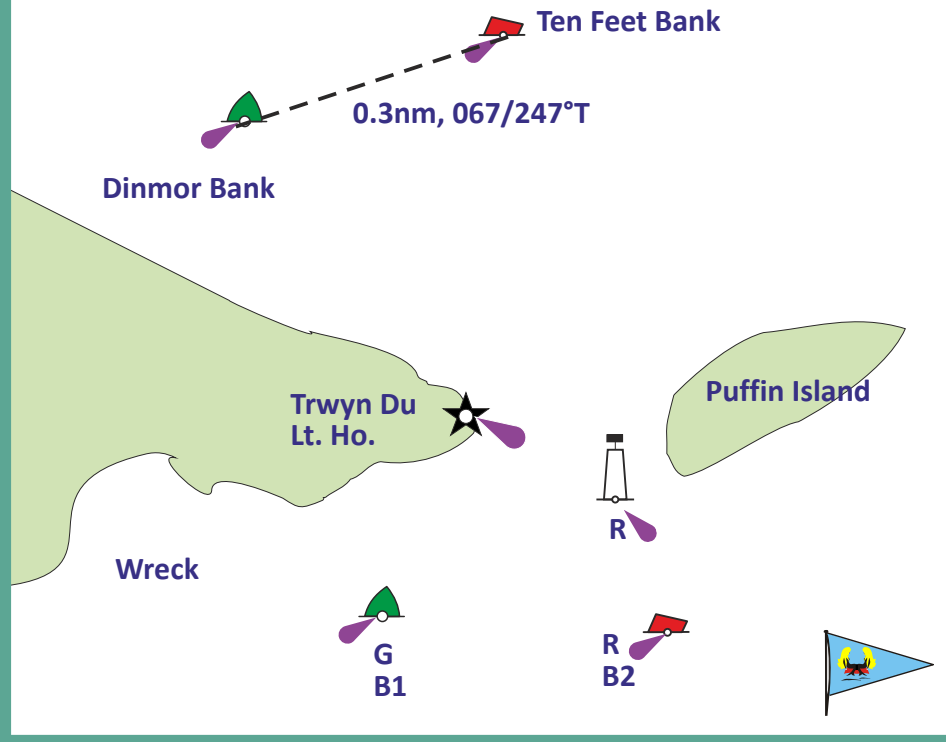 Ten Feet Bank
0.3nm, 067/247°T
Dinmor Bank
Trwyn Du
Lt. Ho.
Puffin Island
R
Wreck
G
B1
R
B2